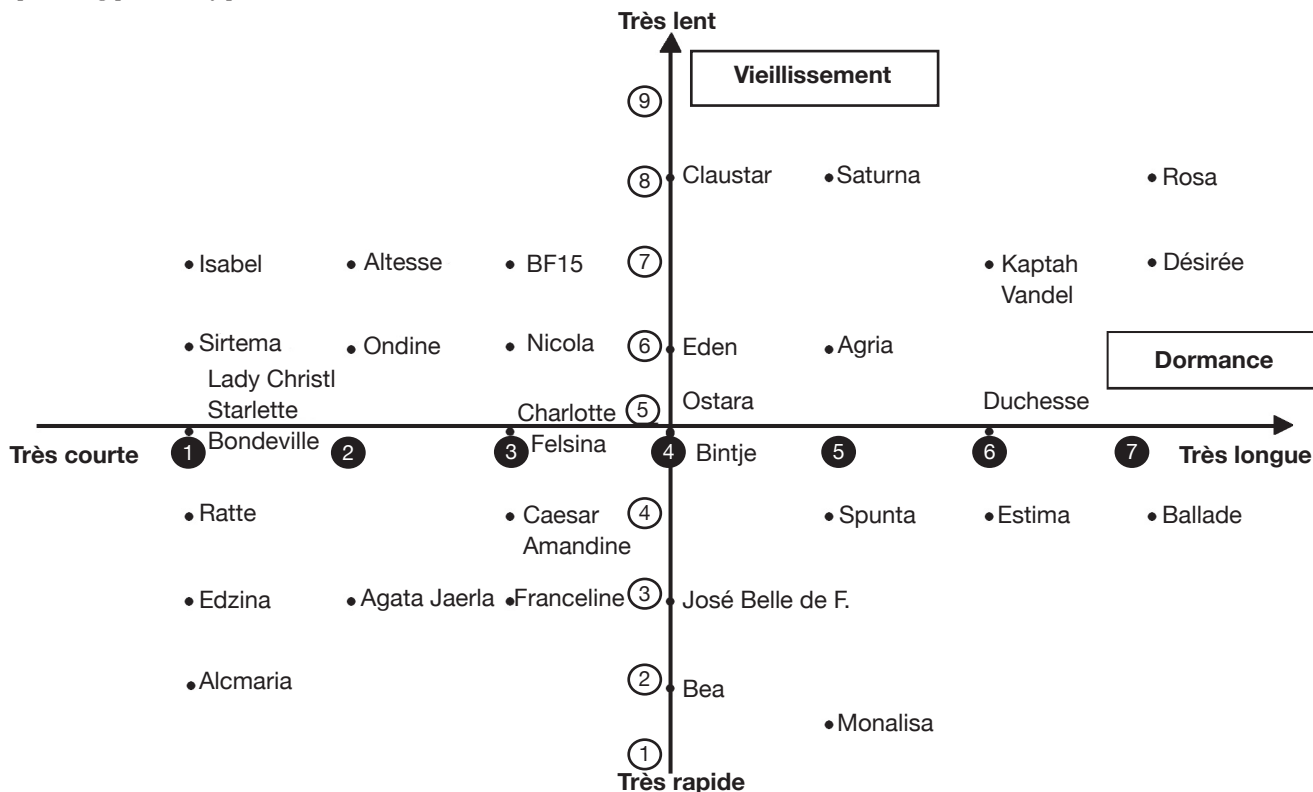 Très lent
Vieillissement
9
8 Claustar Saturna Rosa
Isabel Altesse BF15 7 Kaptah Désirée
Vandel
Sirtema Ondine Nicola 6 Eden Agria
Dormance
Lady Christl
Starlette Charlotte 5 Ostara Duchesse
Bondeville Felsina
Très courte 1 2 3 4 Bintje 5 6 7 Très longue
Ratte Caesar 4 Spunta Estima Ballade
Amandine
Edzina Agata Jaerla Franceline 3 José Belle de F.
Alcmaria 2 Bea
Monalisa
1
Très rapide